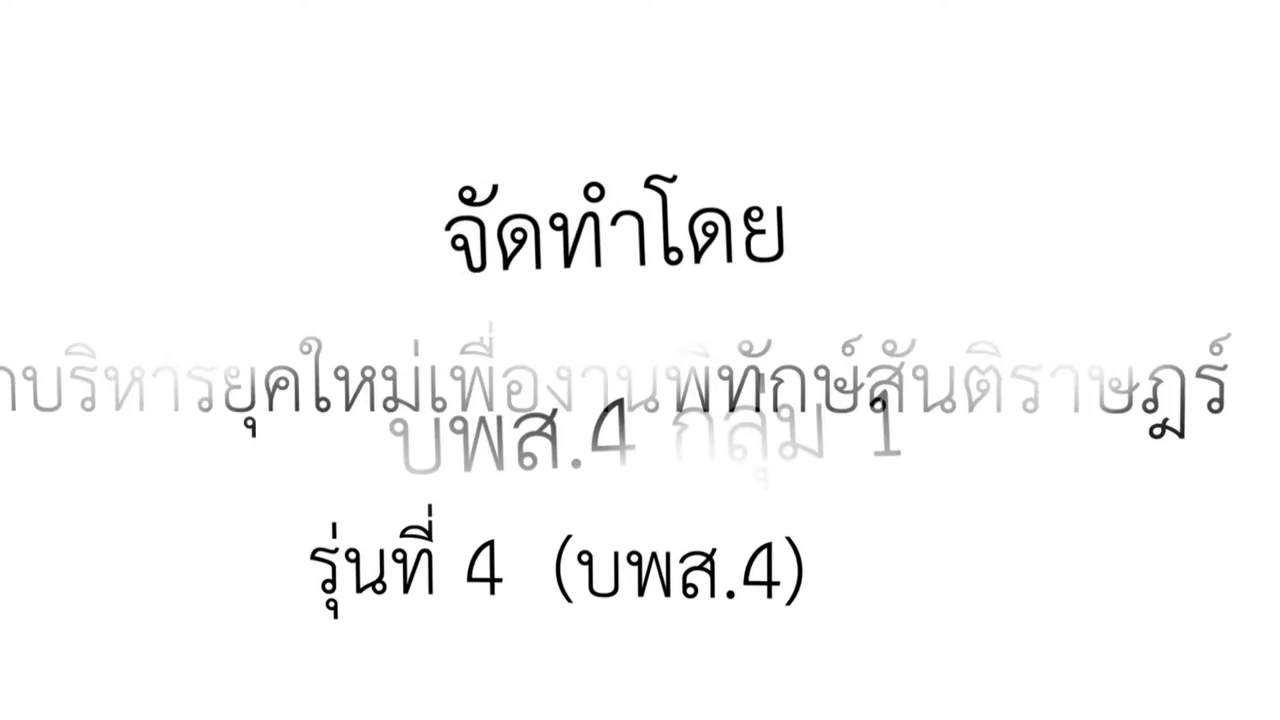 จัดทำโดย
บริหารยุคใหม่เพื่องานพิทักษ์สันติราษฎร์
บพส.4 กลุ่ม 1
รุ่นที่ 4 (บพส.4)